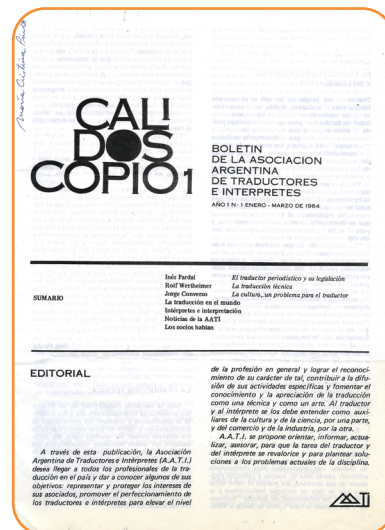 María Cristina Pinto
CALI
DOS
COPIO1
BOLETIN
DE LA ASOCIACION
ARGENTINA
DE TRADUCTORES
E INTERPRETES
AÑO 1 N· 1 ENERO - MARZO DE 1984
SUMARIO
Inés Pardal El traductor periodístico y su legislación
Rolf Wertheimer La traducción técnica
Jorge Converso La cultura, un problema para el traductor
La traducción en el mundo
Intérpretes e interpretación
Noticias de la AATI
Los socios hablan
EDITORIAL
A través de esta publicación, la Asociación
Argentina de Traductores e Intérpretes (A.A.T.I.)
desea llegar a todos los profesionales de la tra-
ducción en el país y dar a conocer algunos de sus
objetivos: representar y proteger los intereses de
sus asociados, promover el perfeccionamiento de
los traductores e intérpretes para elevar el nivel
de la profesión en general y lograr el reconoci-
miento de su carácter de tal, contribuir a la difu-
sión de sus actividades específicas y fomentar el
conocimiento y la apreciación de la traducción
como una técnica y como un arte. Al traductor
y al intérprete se los debe entender como auxi-
liares de la cultura y de la ciencia, por una parte,
y del comercio y de la industria, por la otra.
A.A.T.I. se propone orientar, informar, actua-
lizar, asesorar, para que la tarea del traductor y
del intérprete se revalorice y para plantear solu-
ciones a los problemas actuales de la disciplina.
AATI